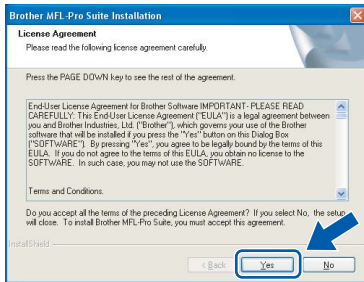 Brother MFL-Pro Suite Installation
License Agreement
Please read the following license agreement carefully.
Press the PAGE DOWN key to see the rest of the agreement.
End-User License Agreement for Brother Software IMPORTANT- PLEASE READ
CAREFULLY: This End-User License Agreement ("EULA") is a legal agreement between
you and Brother Industries, Ltd. ("Brother"), which governs your use of the Brother
software that will be installed if you press the "Yes" button on this Dialog Box
("SOFTWARE"). By pressing "Yes", you agree to be legally bound by the terms of this
EULA. If you do not agree to the terms of this EULA, you obtain no license to the
SOFTWARE. In such case, you may not use the SOFTWARE.
Terms and Conditions.
Do you accept all the terms of the preceding License Agreement? If you select No, the setup
will close. To install Brother MFL-Pro Suite, you must accept this agreement.
InstallShield
< Back
Yes
No